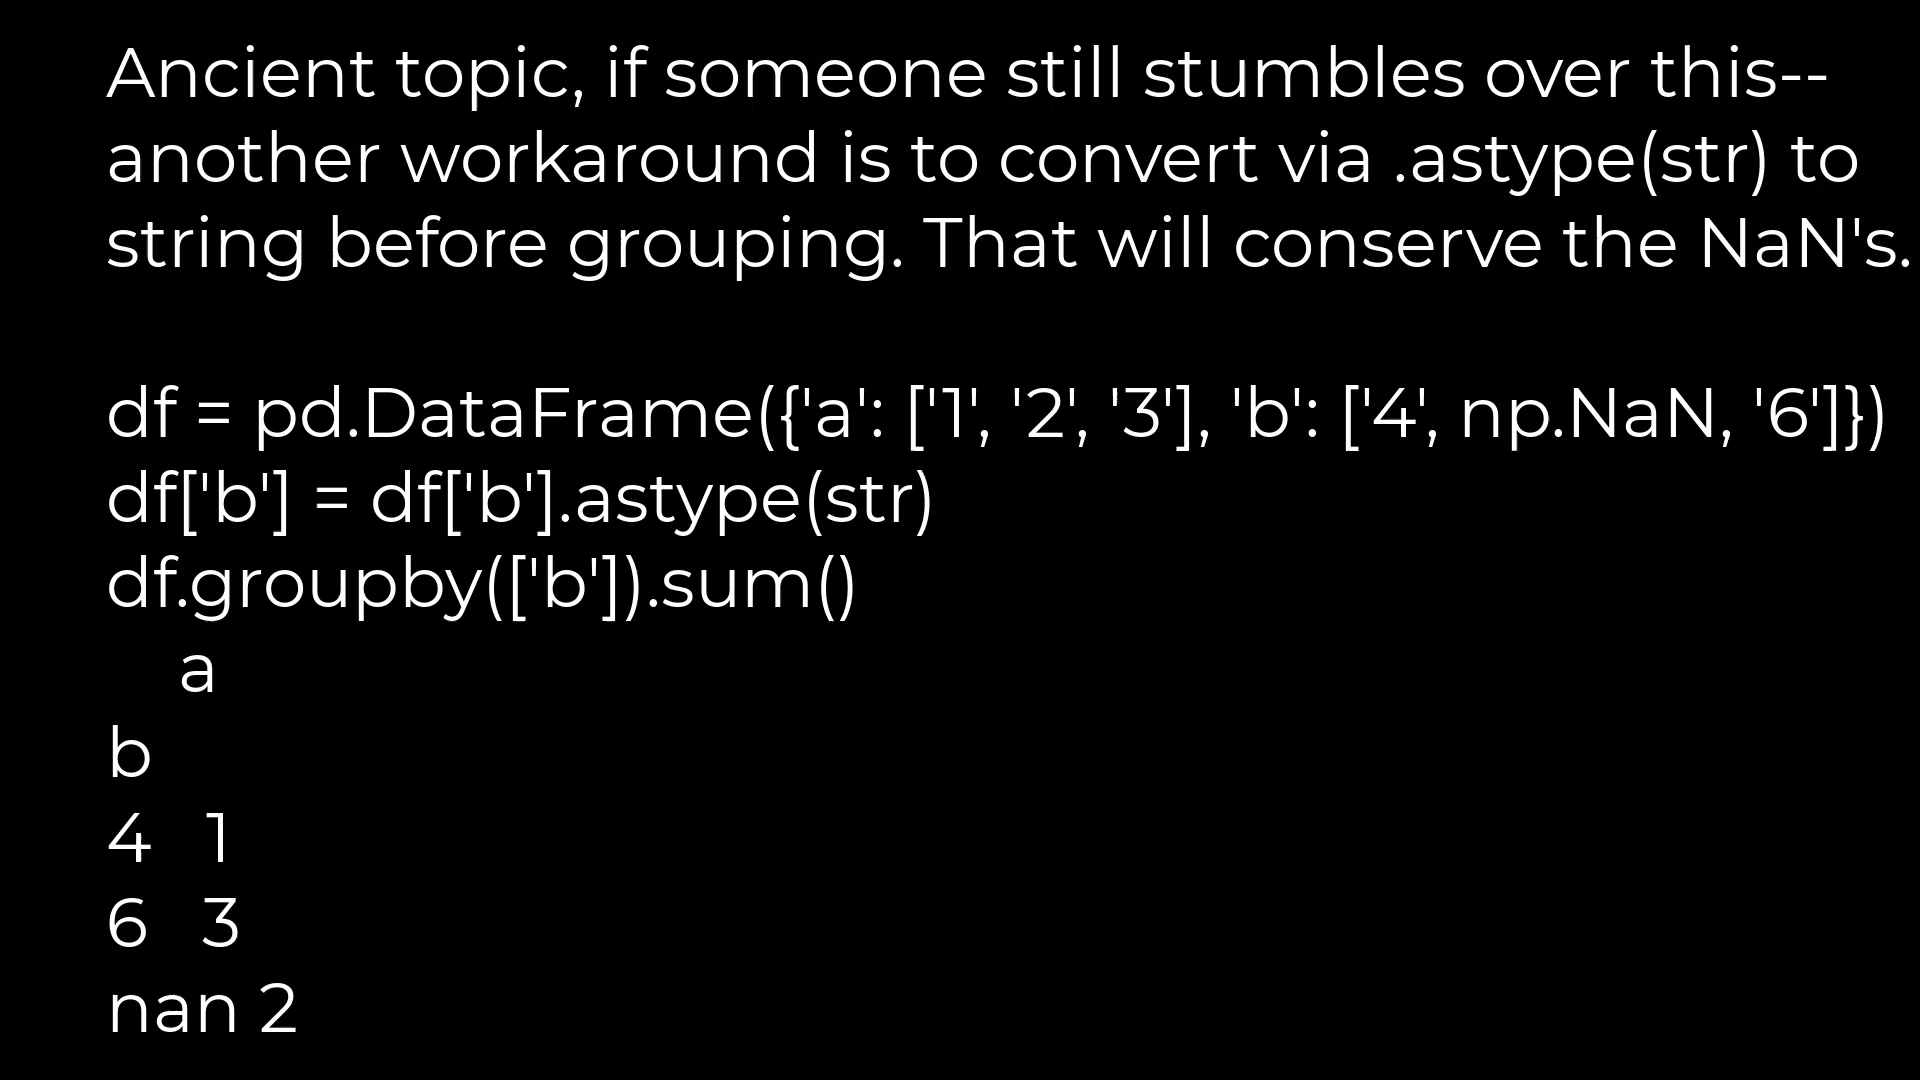 Ancient topic, if someone still stumbles over this--
another workaround is to convert via .astype(str) to
string before grouping. That will conserve the NaN's.
df = pd.DataFrame({'a': ['1', '2', '3'], 'b': ['4', np.NaN, '6']})
df['b'] = df['b'].astype(str)
df.groupby(['b']).sum()
a
b
4 1
6 3
nan 2